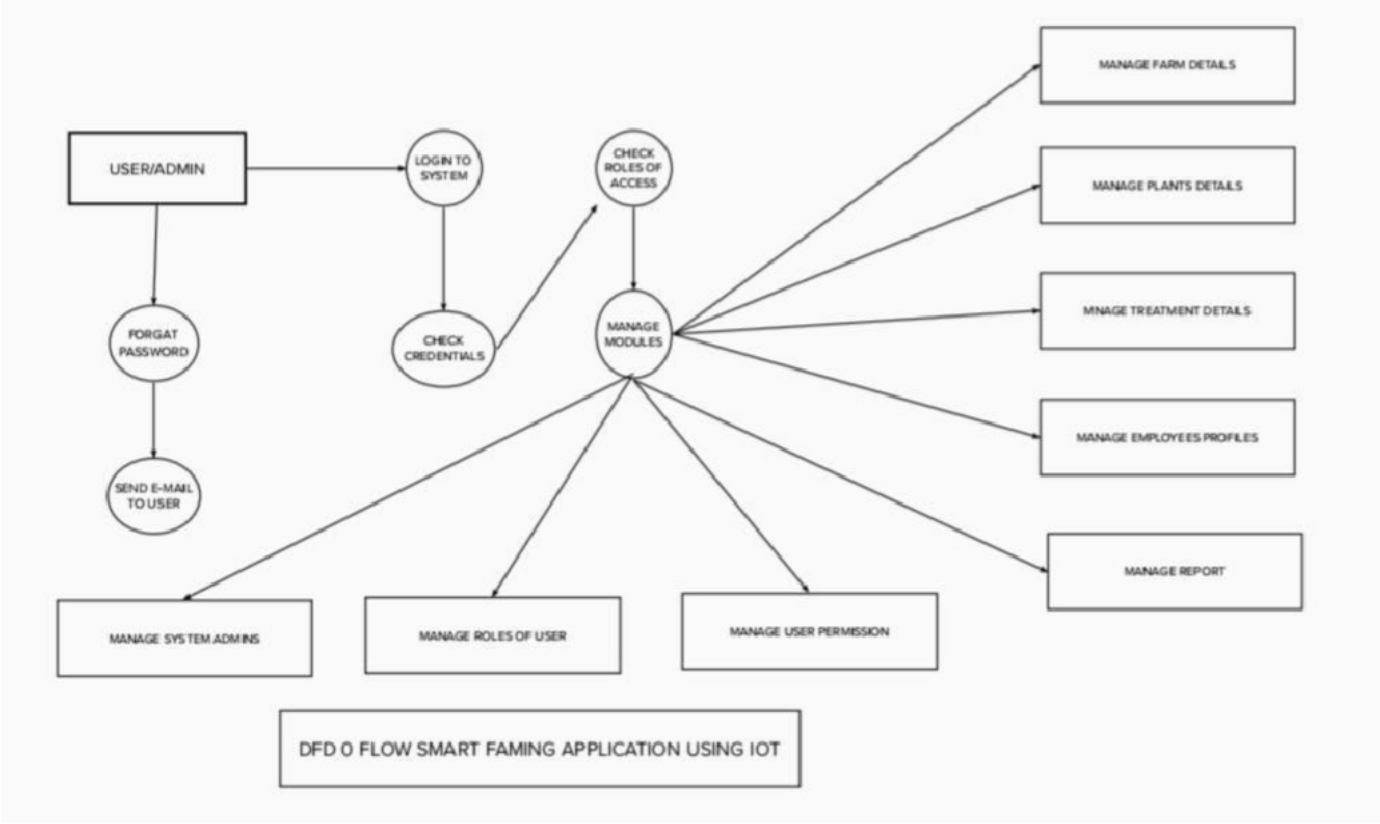 MANAGE FARM DETAILS
USER/ADMIN
LOGIN TO
SYSTEM
CHECK
ROLES OF
ACCESS
MANAGE PLANTS DETAILS
FORGAT
PASSWORD
CHECK
CREDENTIALS
MANAGE
MODULES
MNAGE TREATMENT DETAILS
MANAGE EMPLOYEES PROFILES
SEND E-MAIL
TO USER
MANAGE REPORT
MANAGE SYSTEM ADMINS
MANAGE ROLES OF USER
MANAGE USER PERMISSION
DFD 0 FLOW SMART FAMING APPLICATION USING IOT